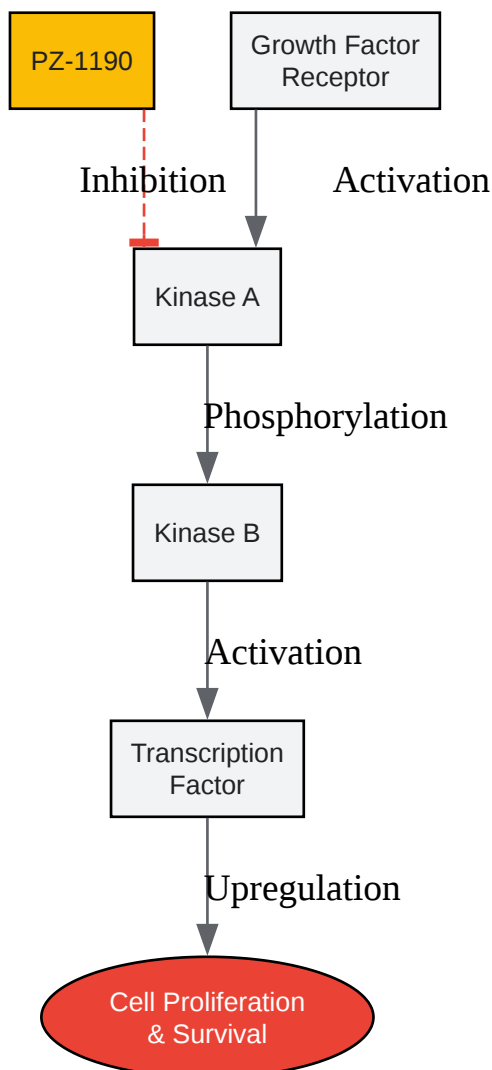 PZ-1190
Growth Factor
Receptor
Inhibition
Activation
Kinase A
Phosphorylation
Kinase B
Activation
Transcription
Factor
Upregulation
Cell Proliferation
& Survival